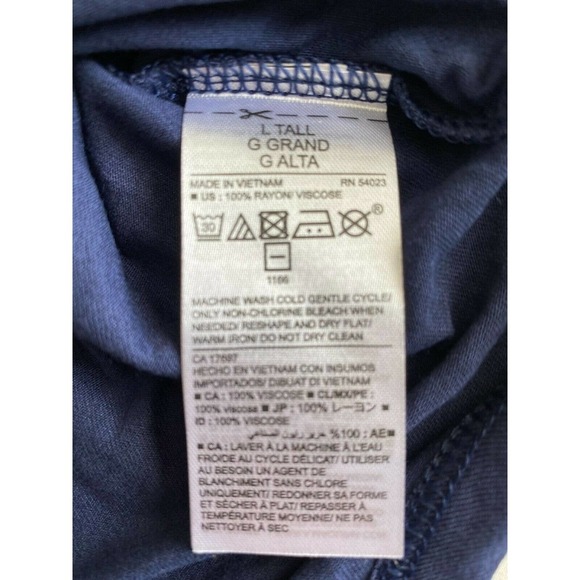 L TALL
G GRAND
G ALTA
MADE IN VIETNAM RN 54023
■ US : 100% RAYON/ VISCOSE
30
®
1166
MACHINE WASH COLD GENTLE CYCLE/
ONLY NON-CHLORINE BLEACH WHEN
NEEDED/ RESHAPE AND DRY FLAT/
WARM IRON/ DO NOT DRY CLEAN
CA 17697
HECHO EN VIETNAM CON INSUMOS
IMPORTADOS/ DIBUAT DI VIETNAM
■ CA : 100% VISCOSE ■ CL/MX/PE :
100% viscosa ■ JP : 100% レーヨン ■
ID : 100% VISCOSE
■ AE : 100% حرير رايون الصناعي
■ CA : LAVER À LA MACHINE À L'EAU
FROIDE AU CYCLE DÉLICAT/ UTILISER
AU BESOIN UN AGENT DE
BLANCHIMENT SANS CHLORE
UNIQUEMENT/ REDONNER SA FORME
ET SÉCHER À PLAT/ REPASSER À
TEMPÉRATURE MOYENNE/ NE PAS
NETTOYER À SEC